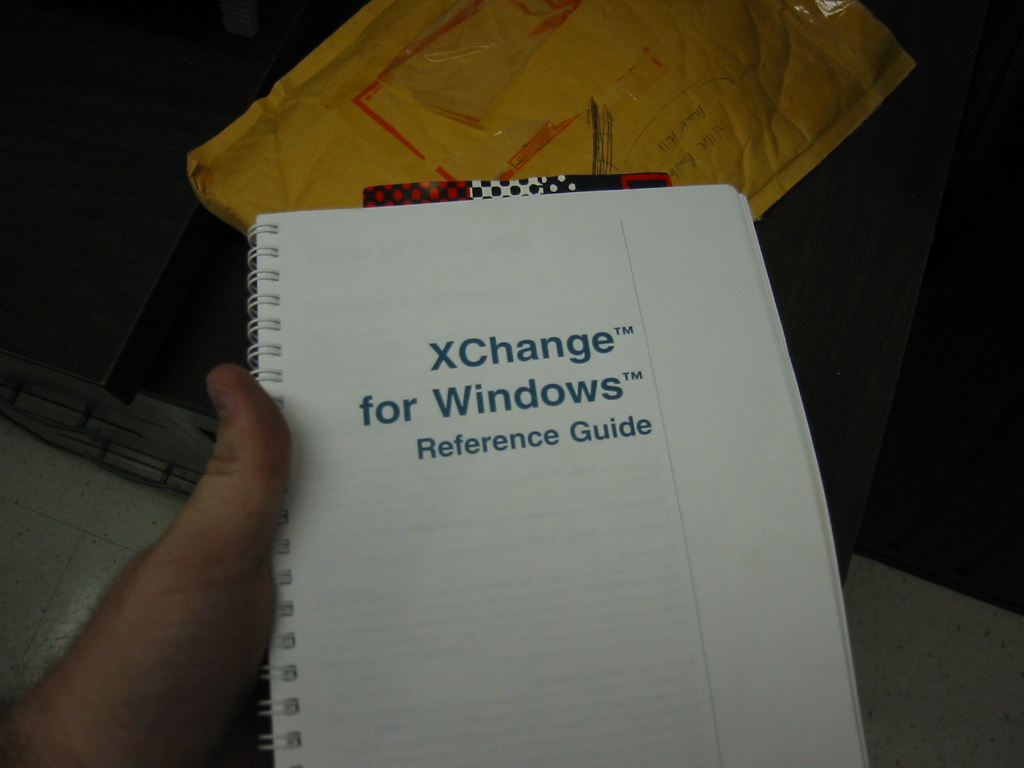 XChange™
for Windows™
Reference Guide